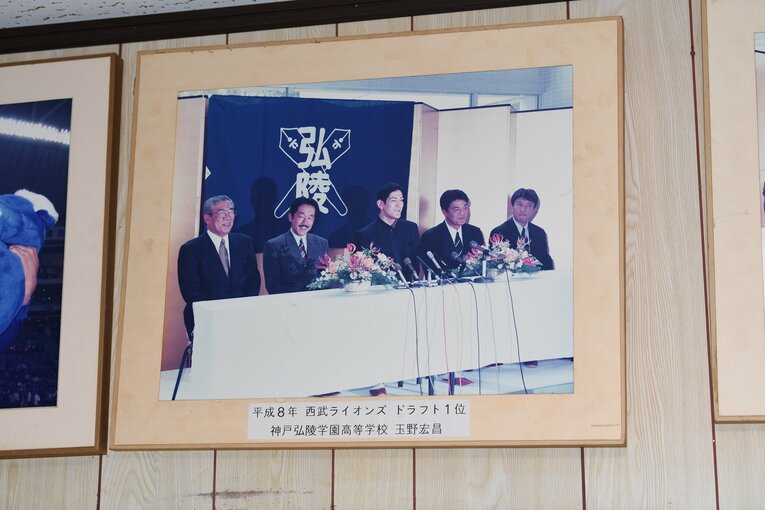 弘陵
平成8年 西武ライオンズ ドラフト1位
神戸弘陵学園高等学校 玉野宏昌